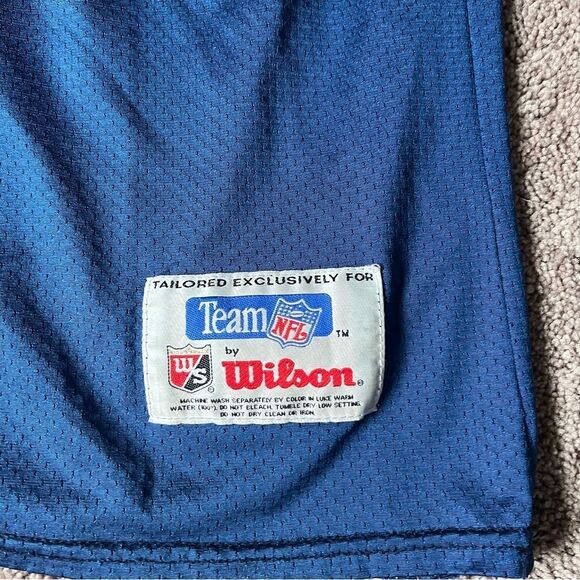 TAILORED EXCLUSIVELY FOR
Team NFL TM
by
W/S ® Wilson®
MACHINE WASH SEPARATELY BY COLOR IN LUKE WARM
WATER (100°). DO NOT BLEACH, TUMBLE DRY LOW SETTING.
DO NOT DRY CLEAN OR IRON.